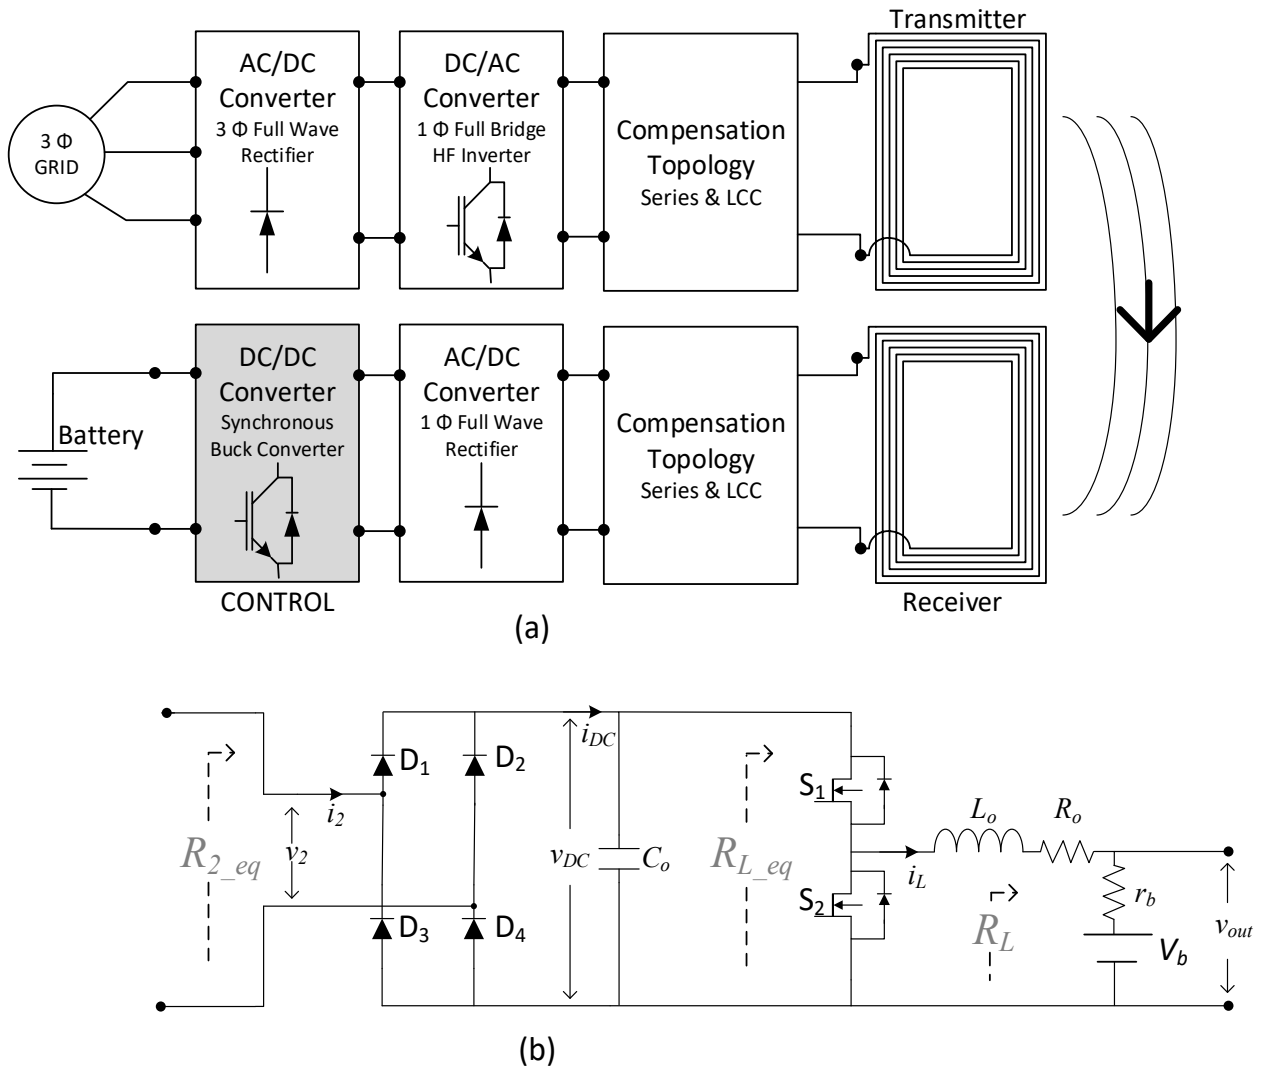 Transmitter
3 Φ
GRID
AC/DC
Converter
3 Φ Full Wave
Rectifier
DC/AC
Converter
1 Φ Full Bridge
HF Inverter
Compensation
Topology
Series & LCC
Battery
DC/DC
Converter
Synchronous
Buck Converter
CONTROL
AC/DC
Converter
1 Φ Full Wave
Rectifier
Compensation
Topology
Series & LCC
Receiver
(a)
R2_eq
i2
v2
D1
D2
D3
D4
iDC
vDC
Co
RL_eq
S1
S2
iL
Lo
Ro
RL
rb
Vb
vout
(b)